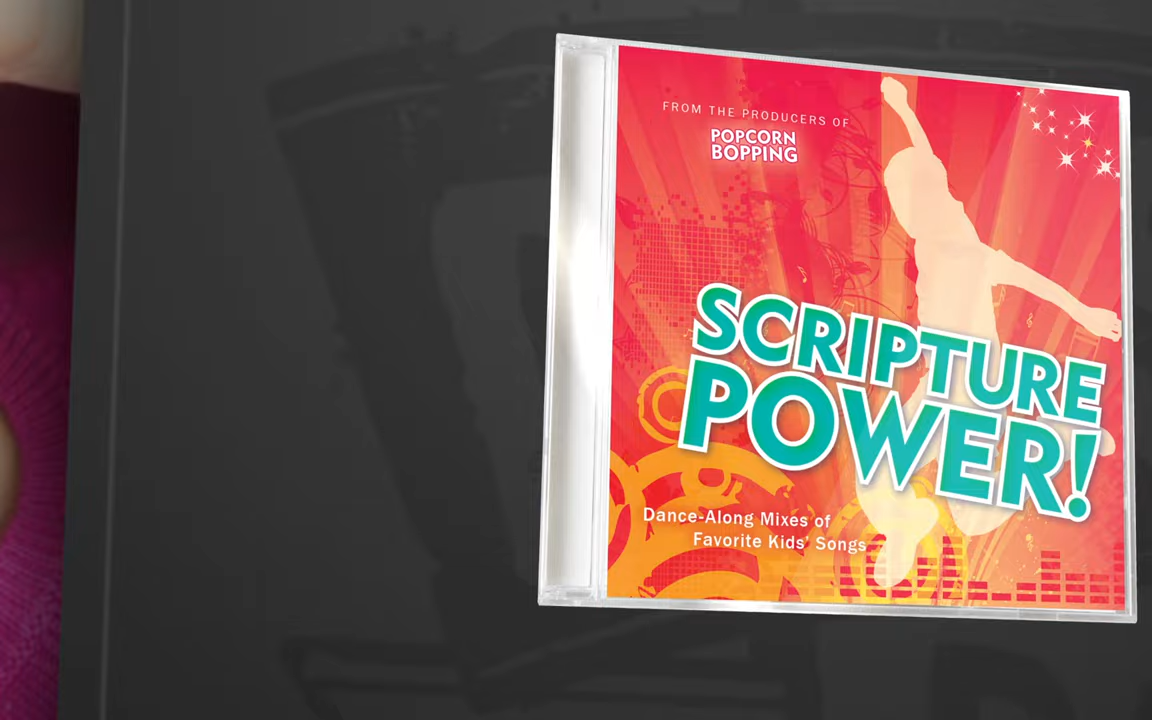 FROM THE PRODUCERS OF
POPCORN
BOPPING
SCRIPTURE
POWER!
Dance-Along Mixes of
Favorite Kids' Songs